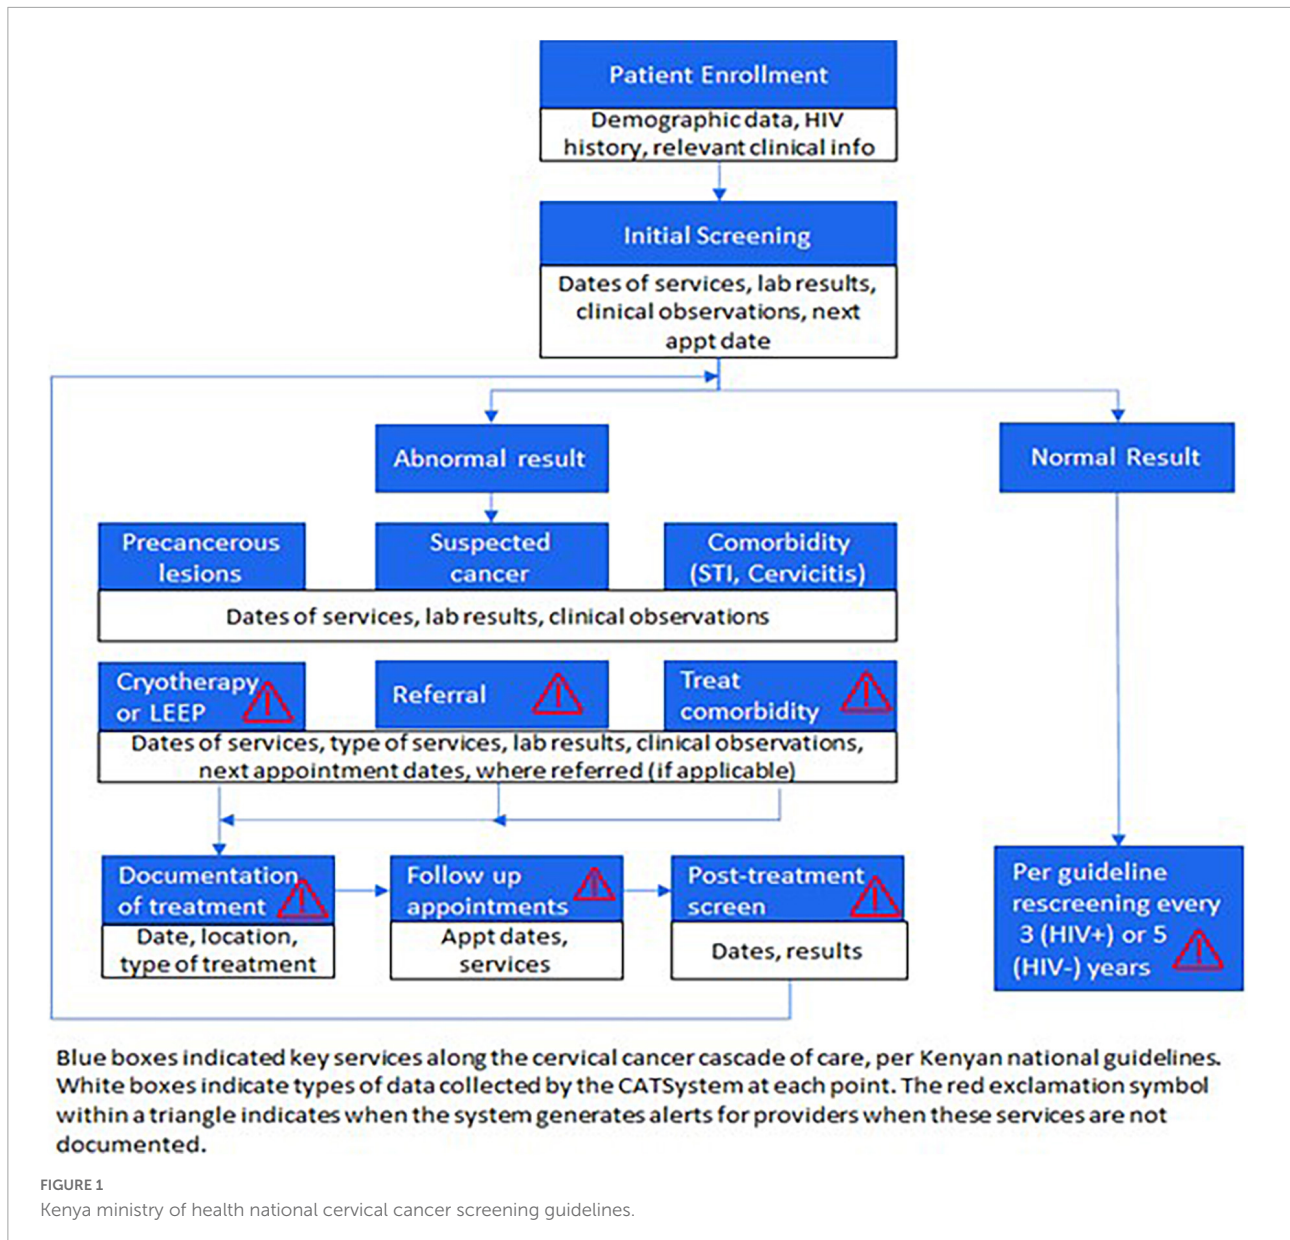 Patient Enrollment
Demographic data, HIV
history, relevant clinical info
Initial Screening
Dates of services, lab results,
clinical observations, next
appt date
Abnormal result
Normal Result
Precancerous
lesions
Suspected
cancer
Comorbidity
(STI, Cervicitis)
Dates of services, lab results, clinical observations
Cryotherapy
or LEEP
Referral
Treat
comorbidity
Dates of services, type of services, lab results, clinical observations,
next appointment dates, where referred (if applicable)
Documentation
of treatment
Date, location,
type of treatment
Follow up
appointments
Appt dates,
services
Post-treatment
screen
Dates, results
Per guideline
rescreening every
3 (HIV+) or 5
(HIV-) years
Blue boxes indicated key services along the cervical cancer cascade of care, per Kenyan national guidelines.
White boxes indicate types of data collected by the CATSystem at each point. The red exclamation symbol
within a triangle indicates when the system generates alerts for providers when these services are not
documented.
FIGURE 1
Kenya ministry of health national cervical cancer screening guidelines.